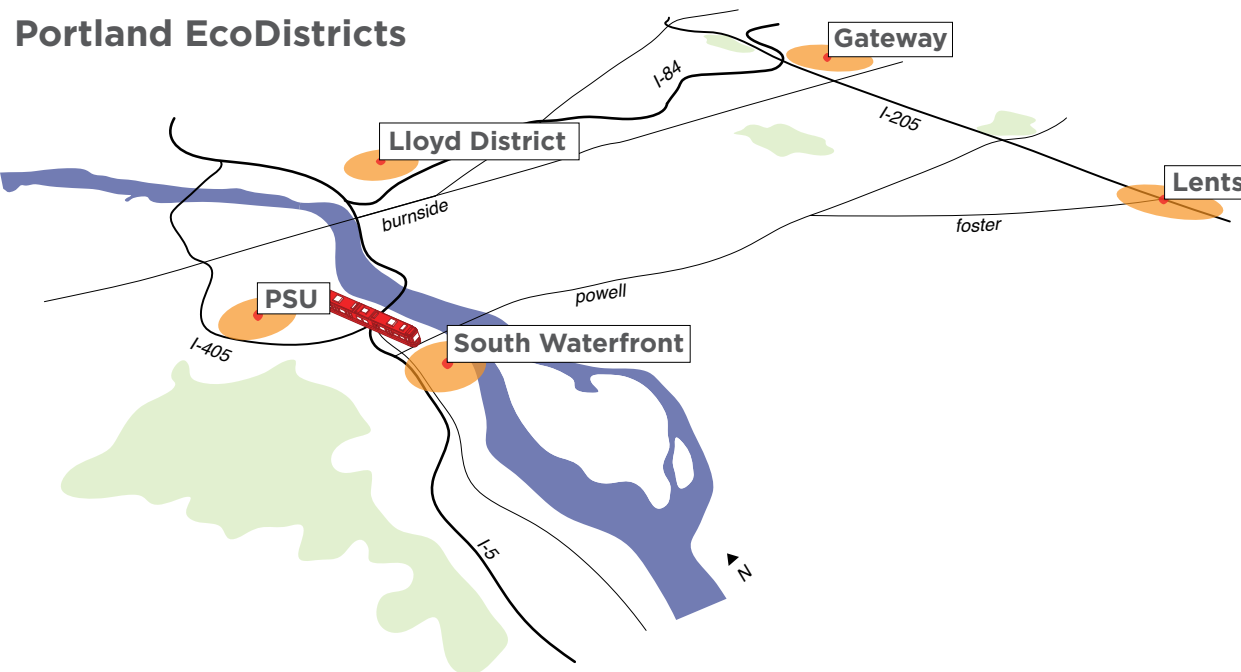 Portland EcoDistricts
Gateway
I-84
I-205
Lloyd District
Lents
burnside
foster
PSU
powell
I-405
South Waterfront
I-5
N